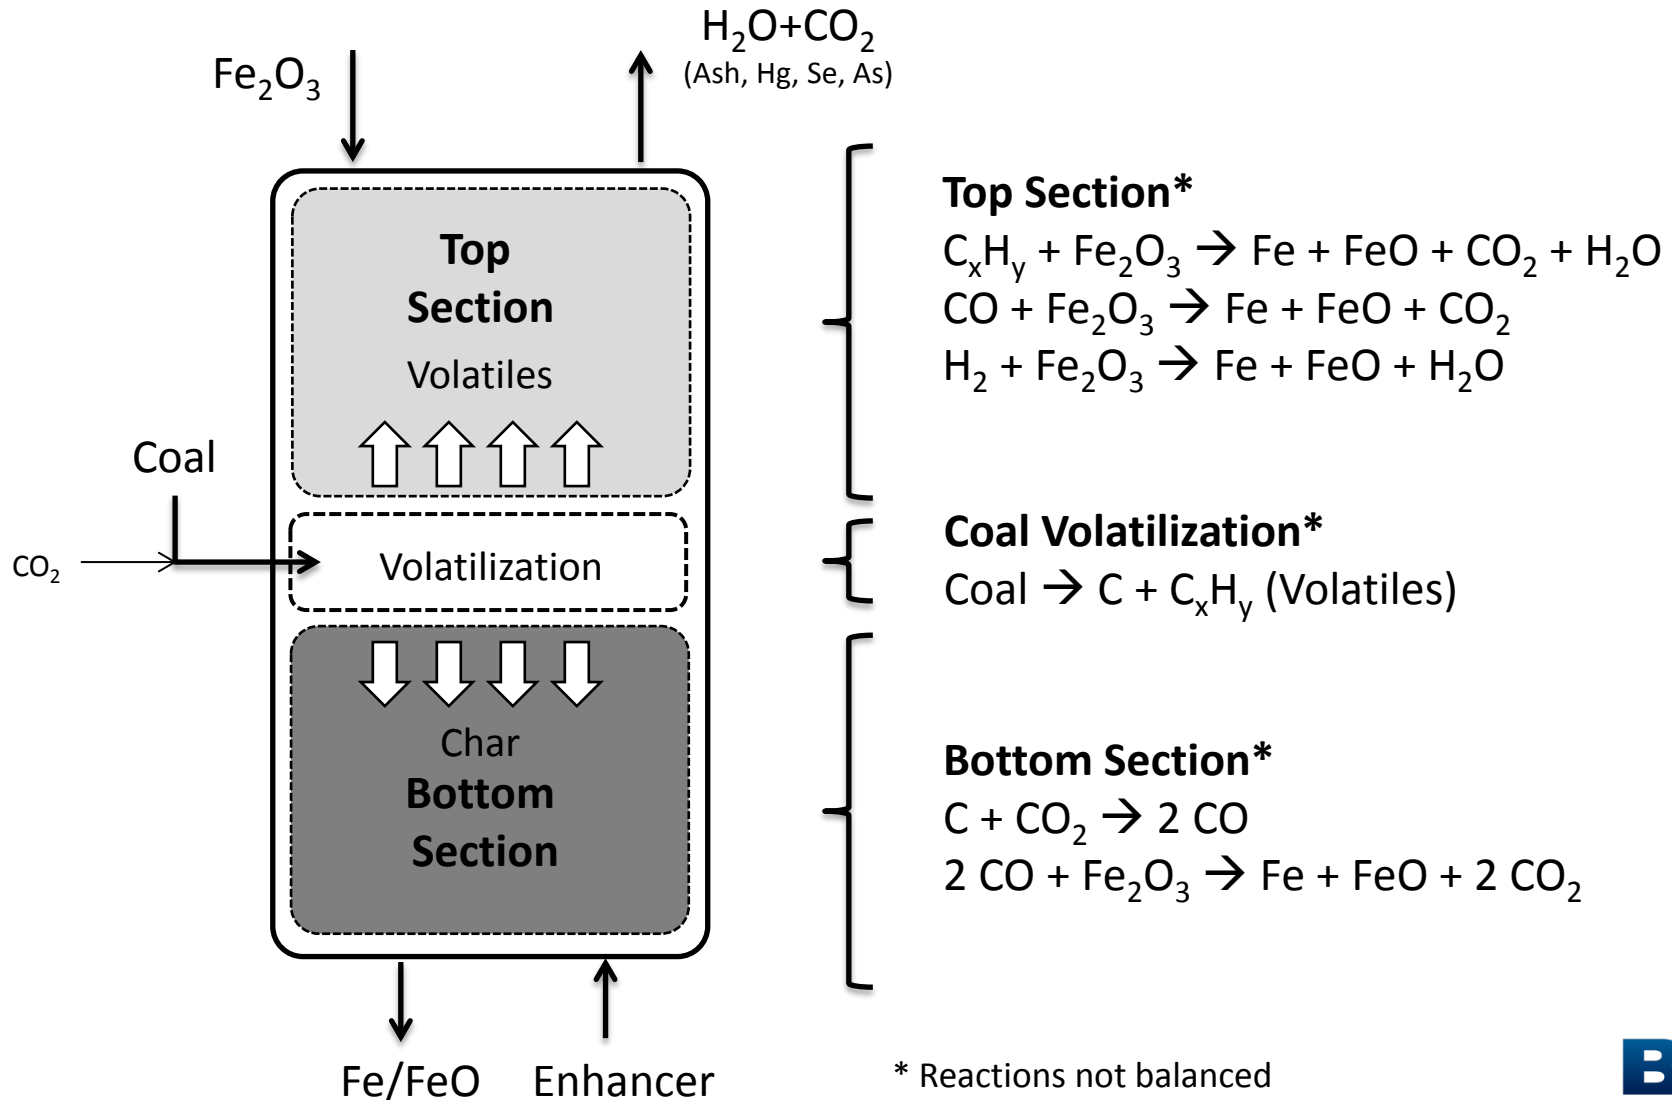 Fe₂O₃
H₂O+CO₂
(Ash, Hg, Se, As)
Top
Section
Volatiles
Coal
CO₂
Volatilization
Char
Bottom
Section
Fe/FeO
Enhancer
Top Section*
CₓHᵧ + Fe₂O₃ → Fe + FeO + CO₂ + H₂O
CO + Fe₂O₃ → Fe + FeO + CO₂
H₂ + Fe₂O₃ → Fe + FeO + H₂O
Coal Volatilization*
Coal → C + CₓHᵧ (Volatiles)
Bottom Section*
C + CO₂ → 2 CO
2 CO + Fe₂O₃ → Fe + FeO + 2 CO₂
* Reactions not balanced
B